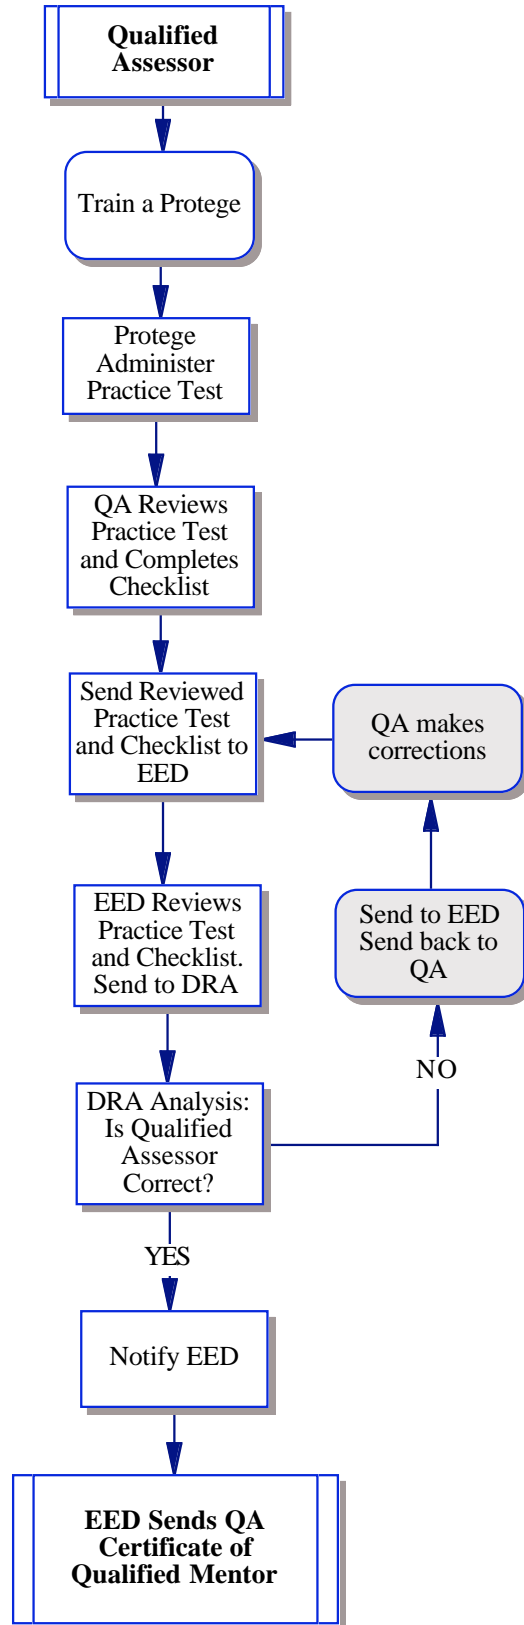 Qualified
Assessor
Train a Protege
Protege
Administer
Practice Test
QA Reviews
Practice Test
and Completes
Checklist
Send Reviewed
Practice Test
and Checklist to
EED
QA makes
corrections
EED Reviews
Practice Test
and Checklist.
Send to DRA
Send to EED
Send back to
QA
NO
DRA Analysis:
Is Qualified
Assessor
Correct?
YES
Notify EED
EED Sends QA
Certificate of
Qualified Mentor